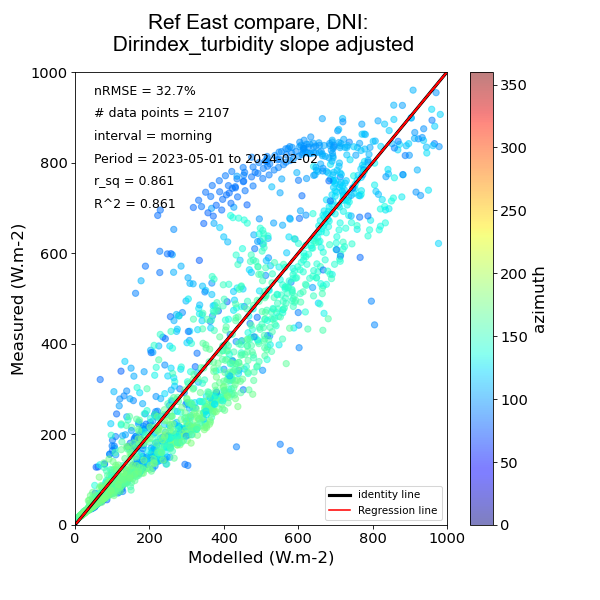 Ref East compare, DNI:
Dirindex_turbidity slope adjusted
nRMSE = 32.7%
# data points = 2107
interval = morning
Period = 2023-05-01 to 2024-02-02
r_sq = 0.861
R^2 = 0.861
1000
800
600
400
200
0
Measured (W.m-2)
0 200 400 600 800 1000
Modelled (W.m-2)
identity line
Regression line
350
300
250
200
150
100
50
0
azimuth